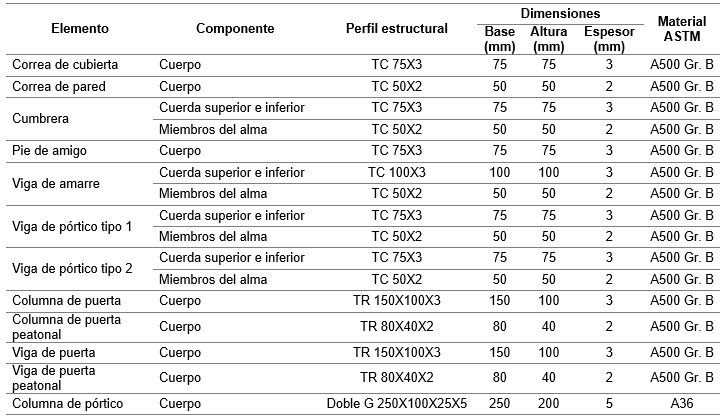 Elemento Componente Perfil estructural Dimensiones Material ASTM
Base (mm) Altura (mm) Espesor (mm)
Correa de cubierta Cuerpo TC 75X3 75 75 3 A500 Gr. B
Correa de pared Cuerpo TC 50X2 50 50 2 A500 Gr. B
Cumbrera Cuerda superior e inferior TC 75X3 75 75 3 A500 Gr. B
Miembros del alma TC 50X2 50 50 2 A500 Gr. B
Pie de amigo Cuerpo TC 75X3 75 75 3 A500 Gr. B
Viga de amarre Cuerda superior e inferior TC 100X3 100 100 3 A500 Gr. B
Miembros del alma TC 50X2 50 50 2 A500 Gr. B
Viga de pórtico tipo 1 Cuerda superior e inferior TC 75X3 75 75 3 A500 Gr. B
Miembros del alma TC 50X2 50 50 2 A500 Gr. B
Viga de pórtico tipo 2 Cuerda superior e inferior TC 75X3 75 75 3 A500 Gr. B
Miembros del alma TC 50X2 50 50 2 A500 Gr. B
Columna de puerta Cuerpo TR 150X100X3 150 100 3 A500 Gr. B
Columna de puerta peatonal Cuerpo TR 80X40X2 80 40 2 A500 Gr. B
Viga de puerta Cuerpo TR 150X100X3 150 100 3 A500 Gr. B
Viga de puerta peatonal Cuerpo TR 80X40X2 80 40 2 A500 Gr. B
Columna de pórtico Cuerpo Doble G 250X100X25X5 250 200 5 A36